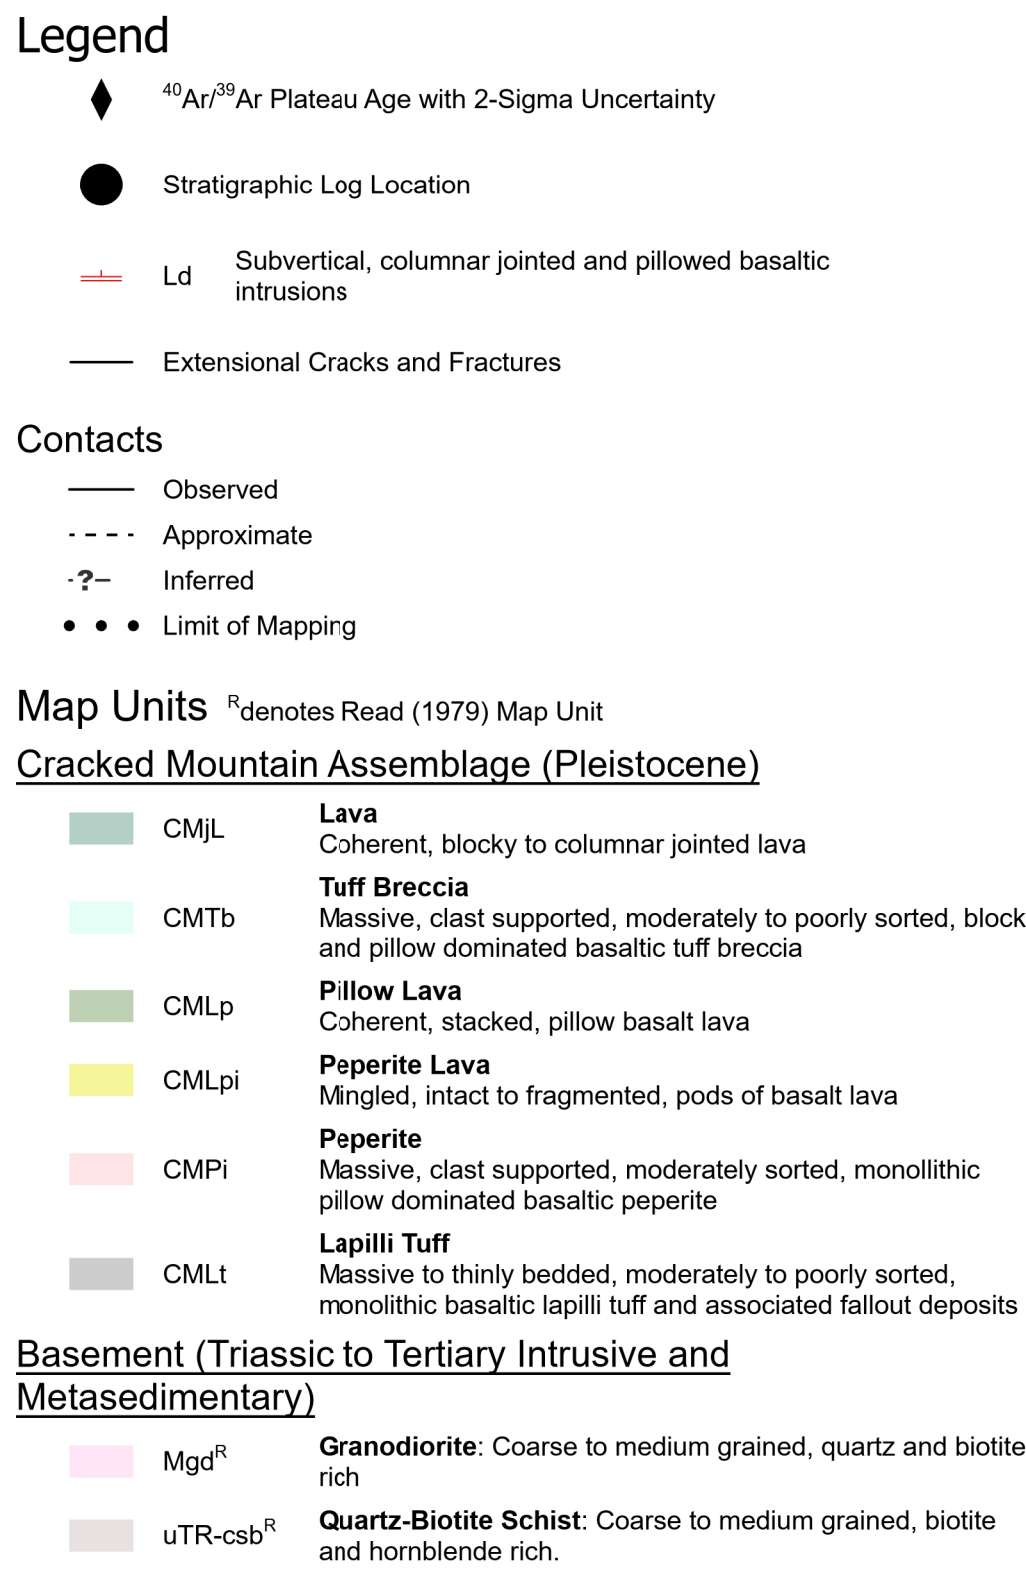 Legend
⁴⁰Ar/³⁹Ar Plateau Age with 2-Sigma Uncertainty
Stratigraphic Log Location
Ld Subvertical, columnar jointed and pillowed basaltic
intrusions
Extensional Cracks and Fractures
Contacts
Observed
Approximate
-?- Inferred
Limit of Mapping
Map Units ᴿdenotes Read (1979) Map Unit
Cracked Mountain Assemblage (Pleistocene)
Lava
CMjL
Coherent, blocky to columnar jointed lava
Tuff Breccia
CMTb Massive, clast supported, moderately to poorly sorted, block
and pillow dominated basaltic tuff breccia
Pillow Lava
CMLp
Coherent, stacked, pillow basalt lava
Peperite Lava
CMLpi
Mingled, intact to fragmented, pods of basalt lava
Peperite
CMPi Massive, clast supported, moderately sorted, monollithic
pillow dominated basaltic peperite
Lapilli Tuff
CMLt Massive to thinly bedded, moderately to poorly sorted,
monolithic basaltic lapilli tuff and associated fallout deposits
Basement (Triassic to Tertiary Intrusive and
Metasedimentary)
Mgdᴿ Granodiorite: Coarse to medium grained, quartz and biotite
rich
uTR-csbᴿ Quartz-Biotite Schist: Coarse to medium grained, biotite
and hornblende rich.